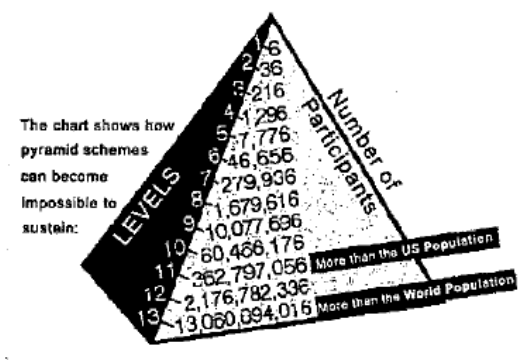 The chart shows how
pyramid schemes
can become
impossible to
sustain:
LEVELS
Number of
Participants
1 6
2 36
3 216
4 1296
5 7,776
6 46,656
7 279,936
8 1,679,616
9 10,077,696
10 60,466,176
11 362,797,056 More than the US Population
12 2,176,782,336
13 13,060,694,016 More than the World Population